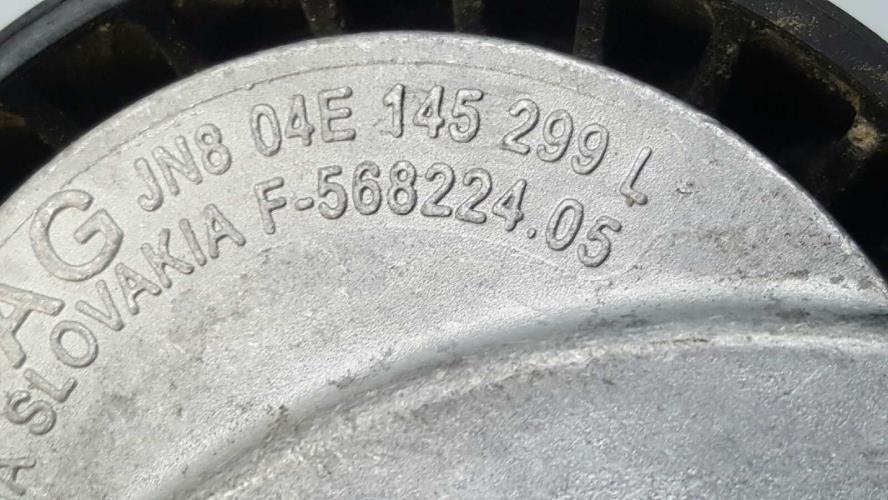 AG JN8 04E 145 299 L
A SLOVAKIA F-568224.05